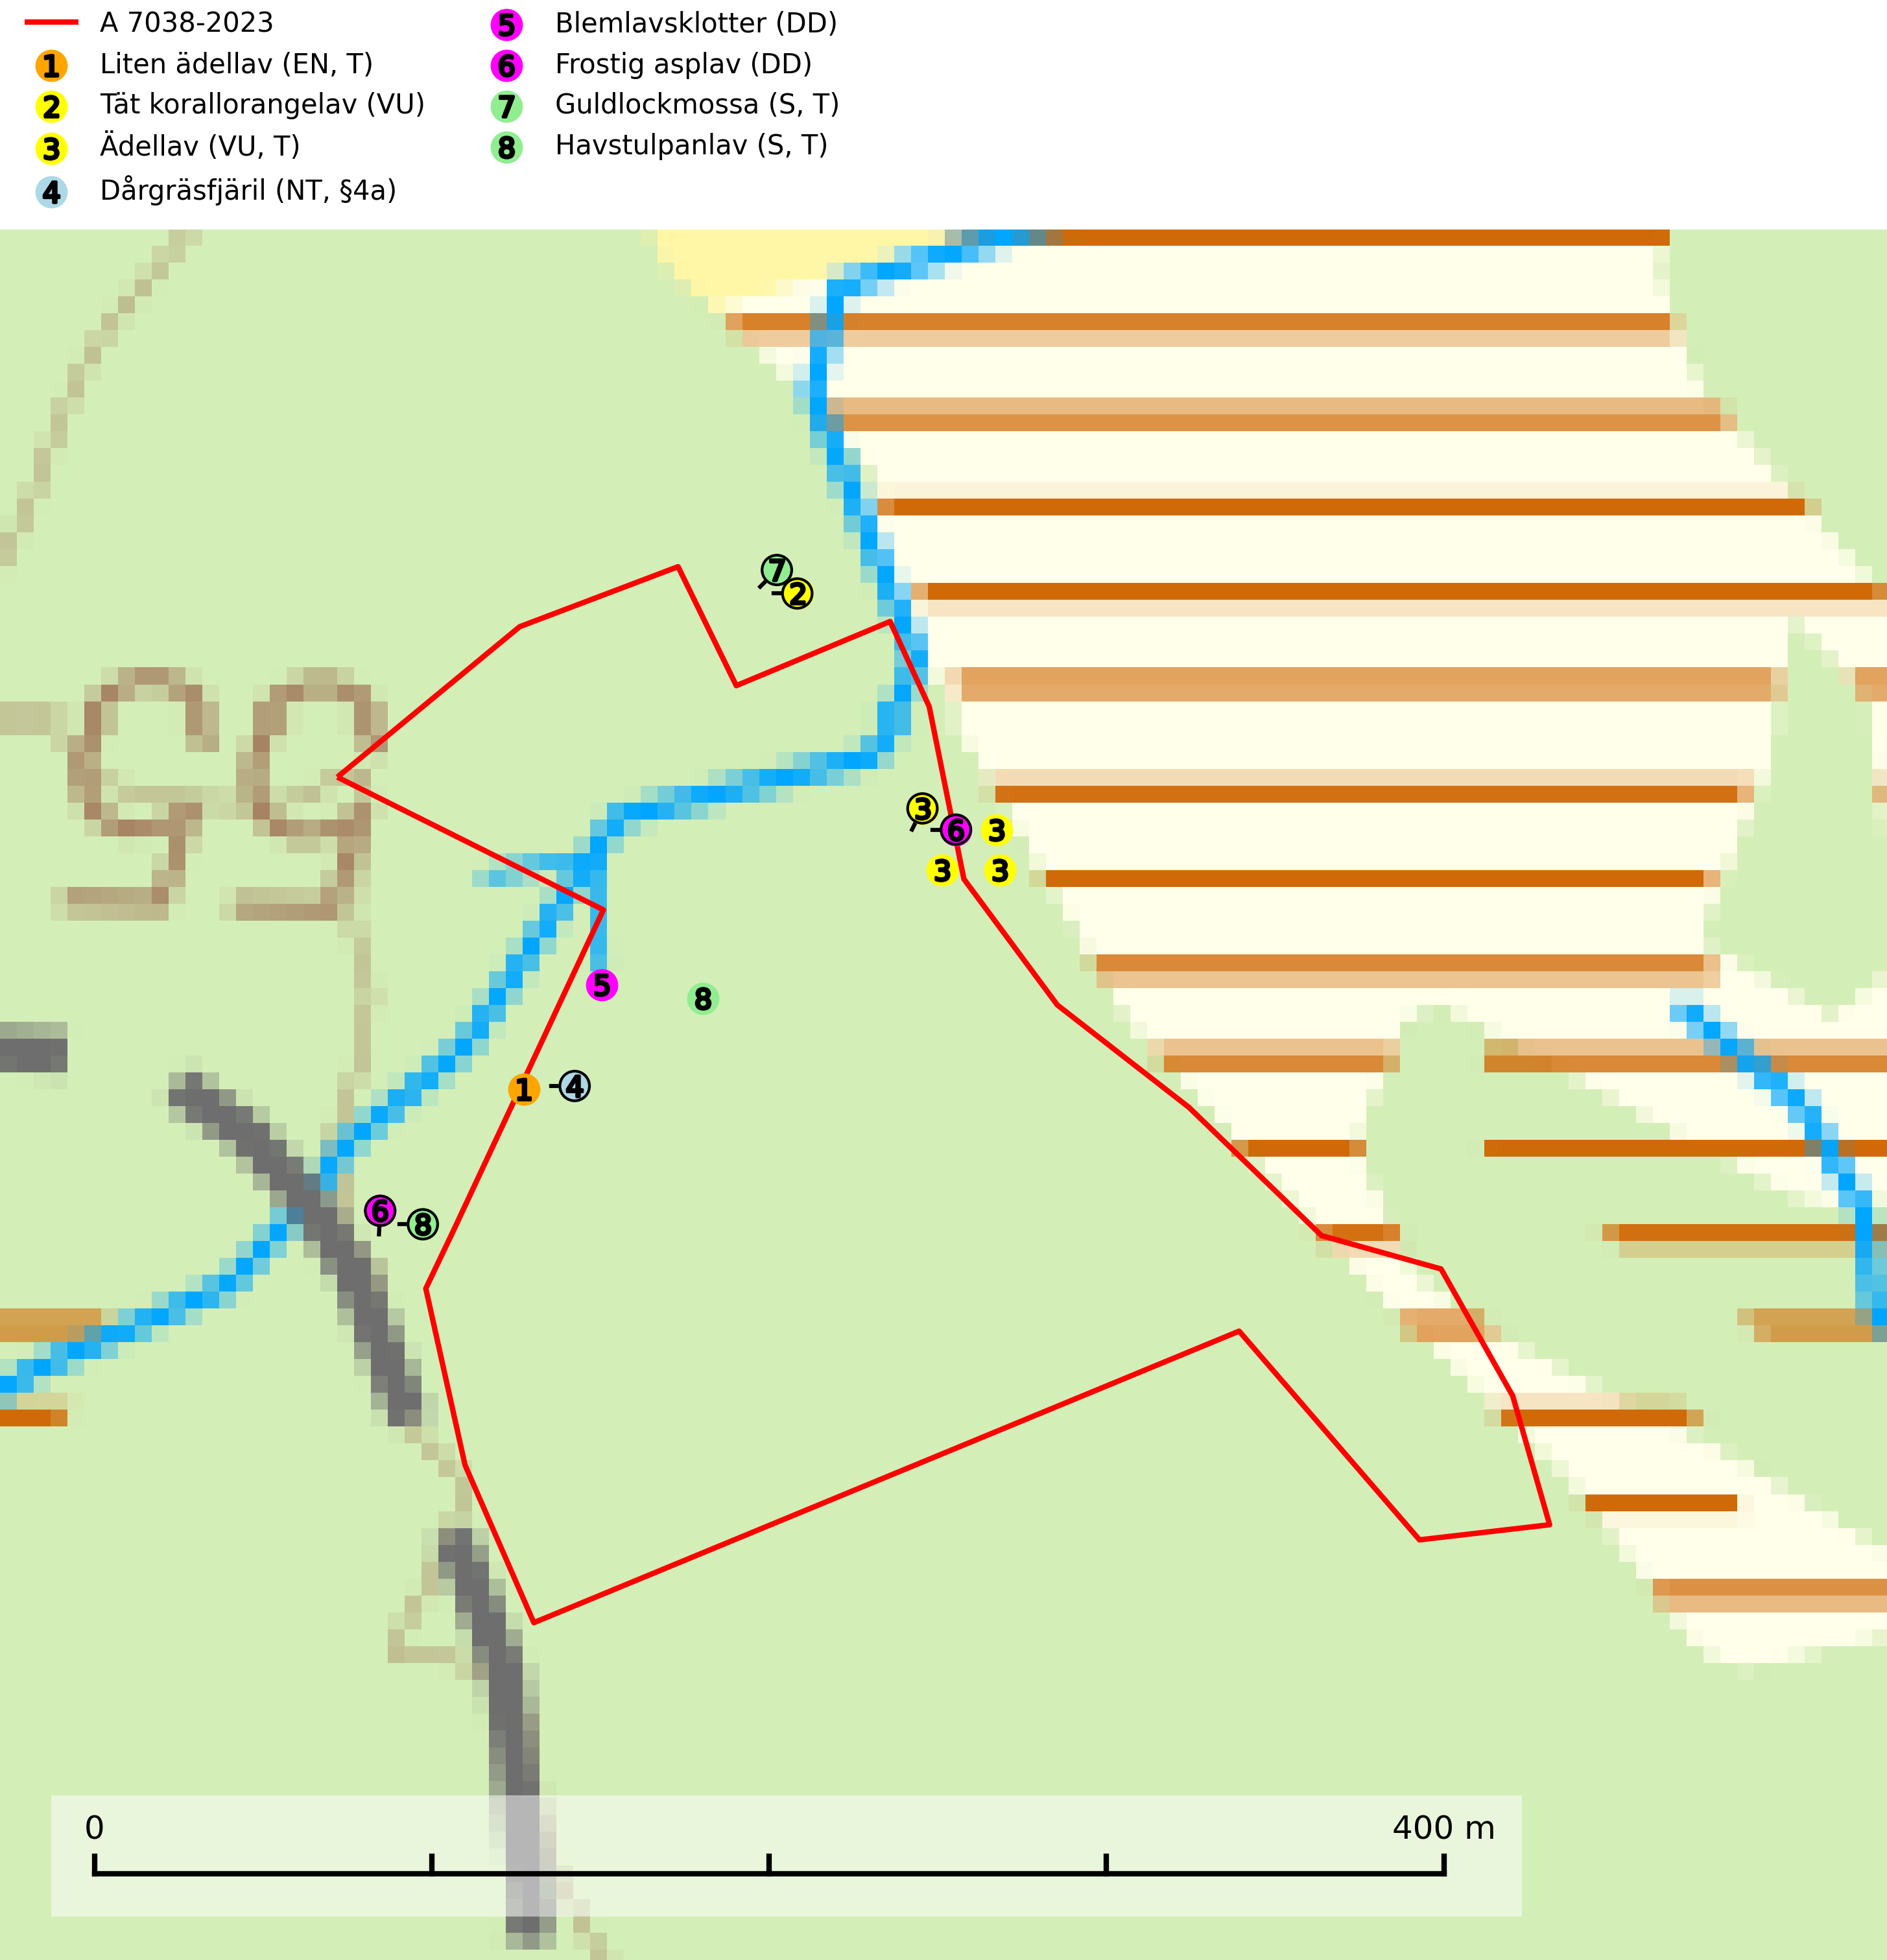 A 7038-2023
1 Liten ädellav (EN, T)
2 Tät korallorangelav (VU)
3 Ädellav (VU, T)
4 Dårgräsfjäril (NT, §4a)
5 Blemlavsklotter (DD)
6 Frostig asplav (DD)
7 Guldlockmossa (S, T)
8 Havstulpanlav (S, T)
7
2
99
3
6 3
3 3
5
8
1 4
6
8
0 400 m